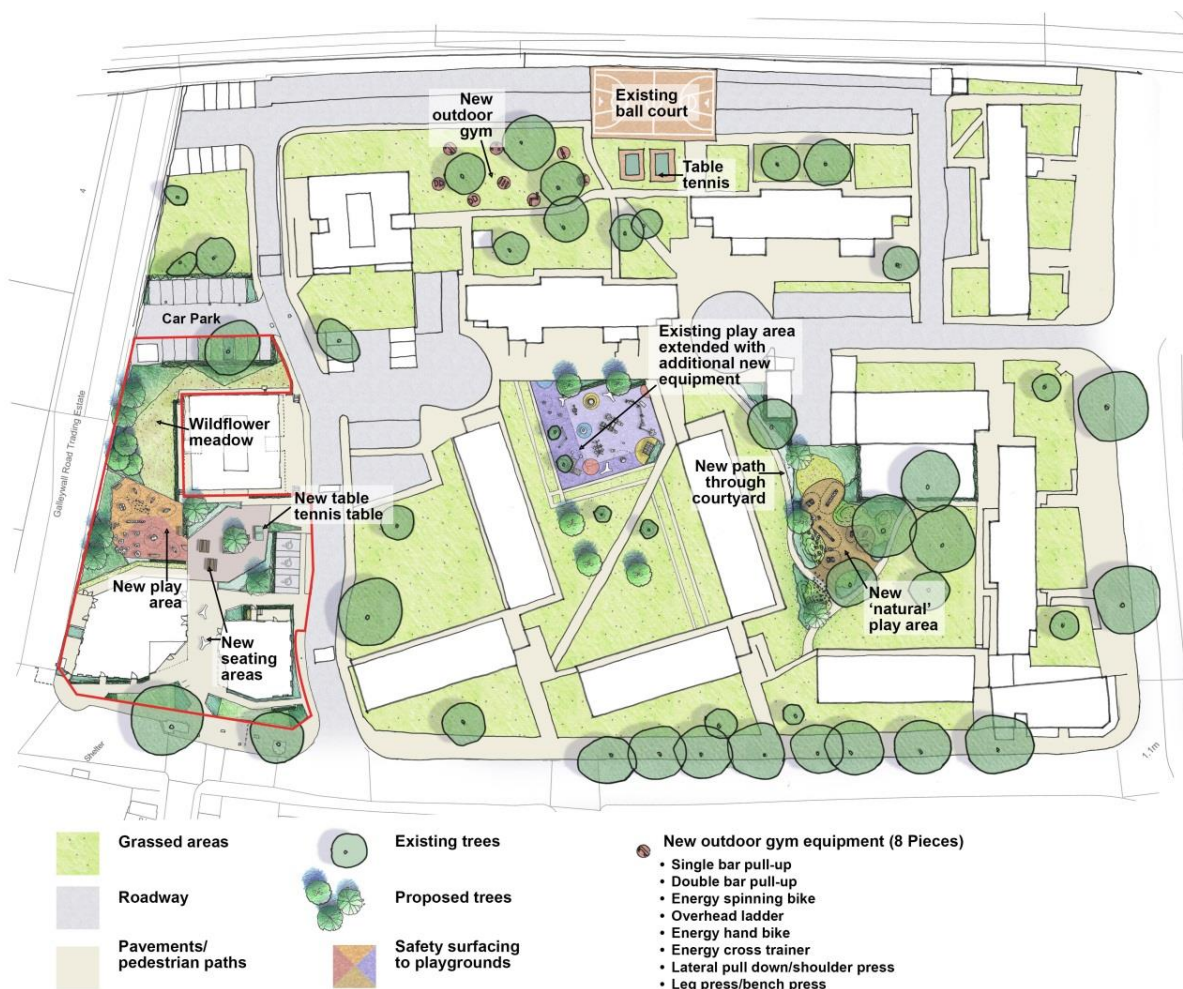 New
outdoor
gym
Existing
ball court
Table
tennis
4
Car Park
Existing play area
extended with
additional new
equipment
Galleywall Road Trading Estate
Wildflower
meadow
New path
through
courtyard
New table
tennis table
New play
area
New
'natural'
play area
New
seating
areas
Shelter
1.1m
Grassed areas
Existing trees
New outdoor gym equipment (8 Pieces)
• Single bar pull-up
• Double bar pull-up
• Energy spinning bike
• Overhead ladder
• Energy hand bike
• Energy cross trainer
• Lateral pull down/shoulder press
• Leg press/bench press
Roadway
Proposed trees
Pavements/
pedestrian paths
Safety surfacing
to playgrounds